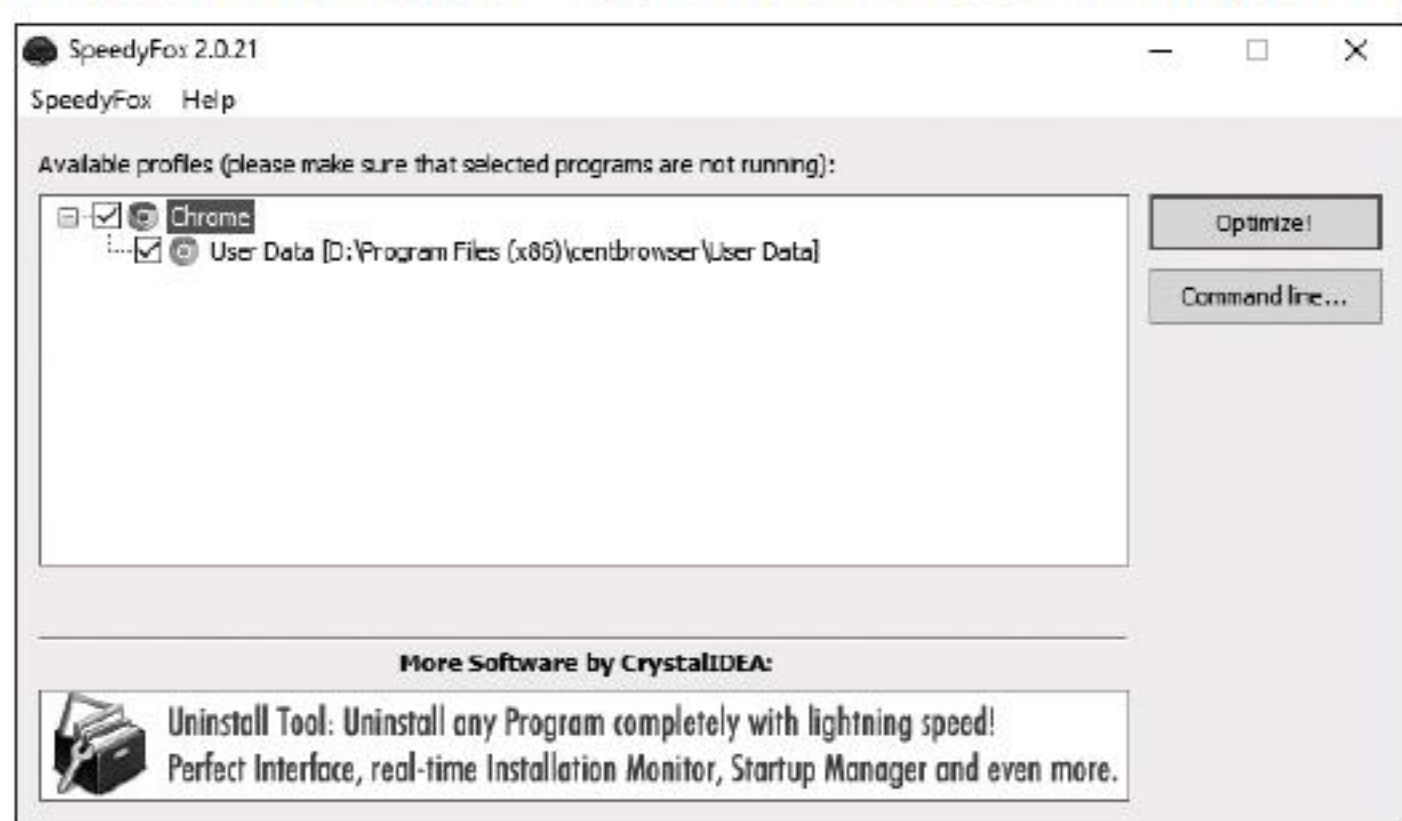 SpeedyFox 2.0.21
SpeedyFox Help
Available profiles (please make sure that selected programs are not running):
Chrome
Optimize!
User Data [D:\Program Files (x86)\centbrowser\User Data]
Command line...
More Software by CrystalIDEA:
Uninstall Tool: Uninstall any Program completely with lightning speed!
Perfect Interface, real-time Installation Monitor, Startup Manager and even more.